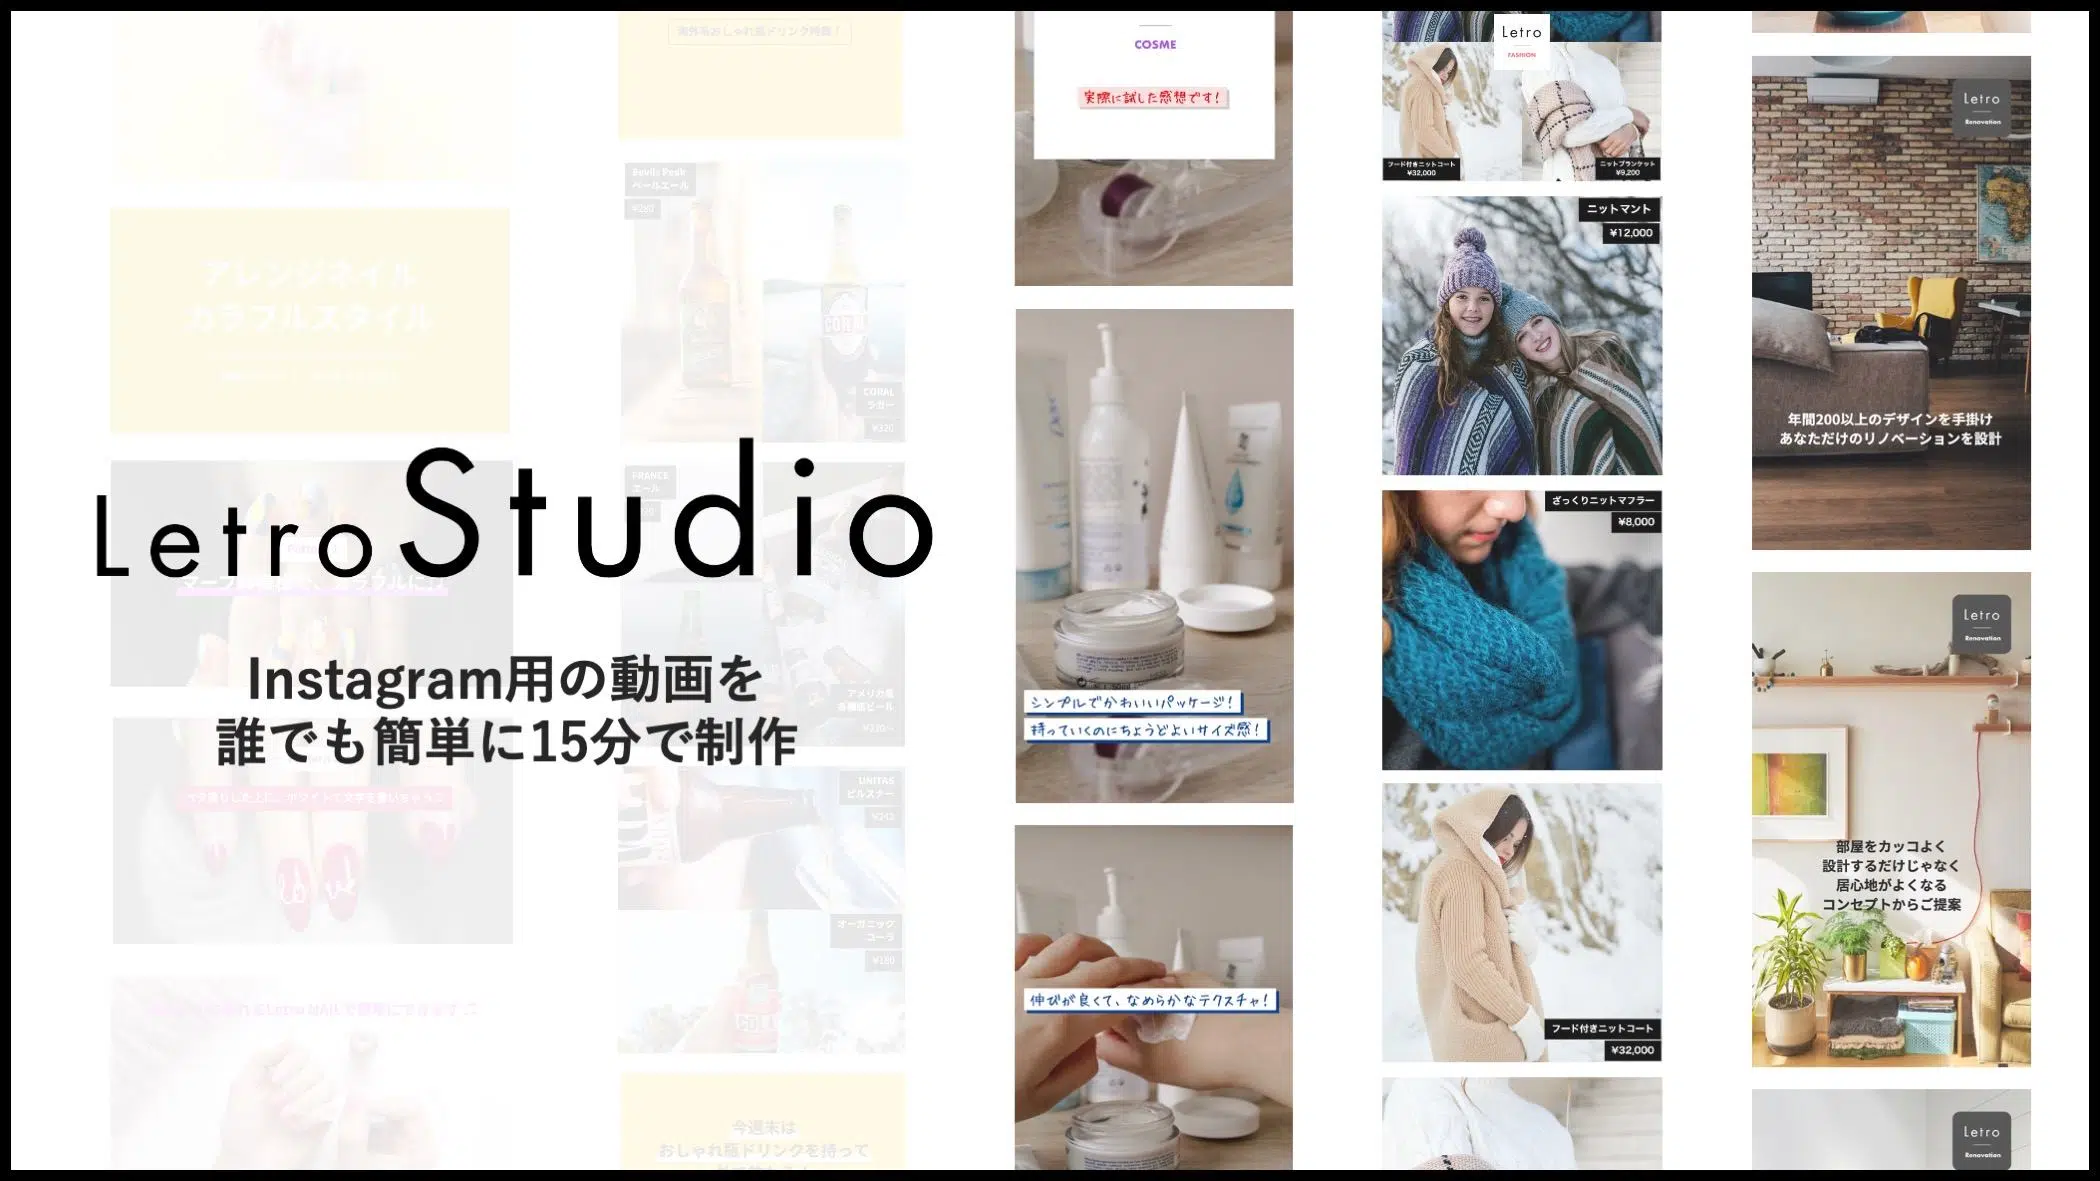 Letro Studio
Instagram用の動画を
誰でも簡単に15分で制作
アレンジネイル
カラフルスタイル
海外風おしゃれ瓶ドリンク特集!
Devils Peak
ペールエール
¥280
CORAL
ラガー
¥320
FRANCE
エール
アメリカ産
各種瓶ビール
UNITAS
ピルスナー
¥242
オーガニック
コーラ
¥180
今週末は
おしゃれ瓶ドリンクを持って
COSME
実際に試した感想です!
シンプルでかわいいパッケージ!
持っていくのにちょうどよいサイズ感!
伸びが良くて、なめらかなテクスチャ!
Letro
FASHION
フード付きニットコート
¥32,000
ニットブランケット
¥9,200
ニットマント
¥12,000
ざっくりニットマフラー
¥8,000
フード付きニットコート
¥32,000
Letro
Renovation
年間200以上のデザインを手掛け
あなただけのリノベーションを設計
Letro
Renovation
部屋をカッコよく
設計するだけじゃなく
居心地がよくなる
コンセプトからご提案
Letro
Renovation